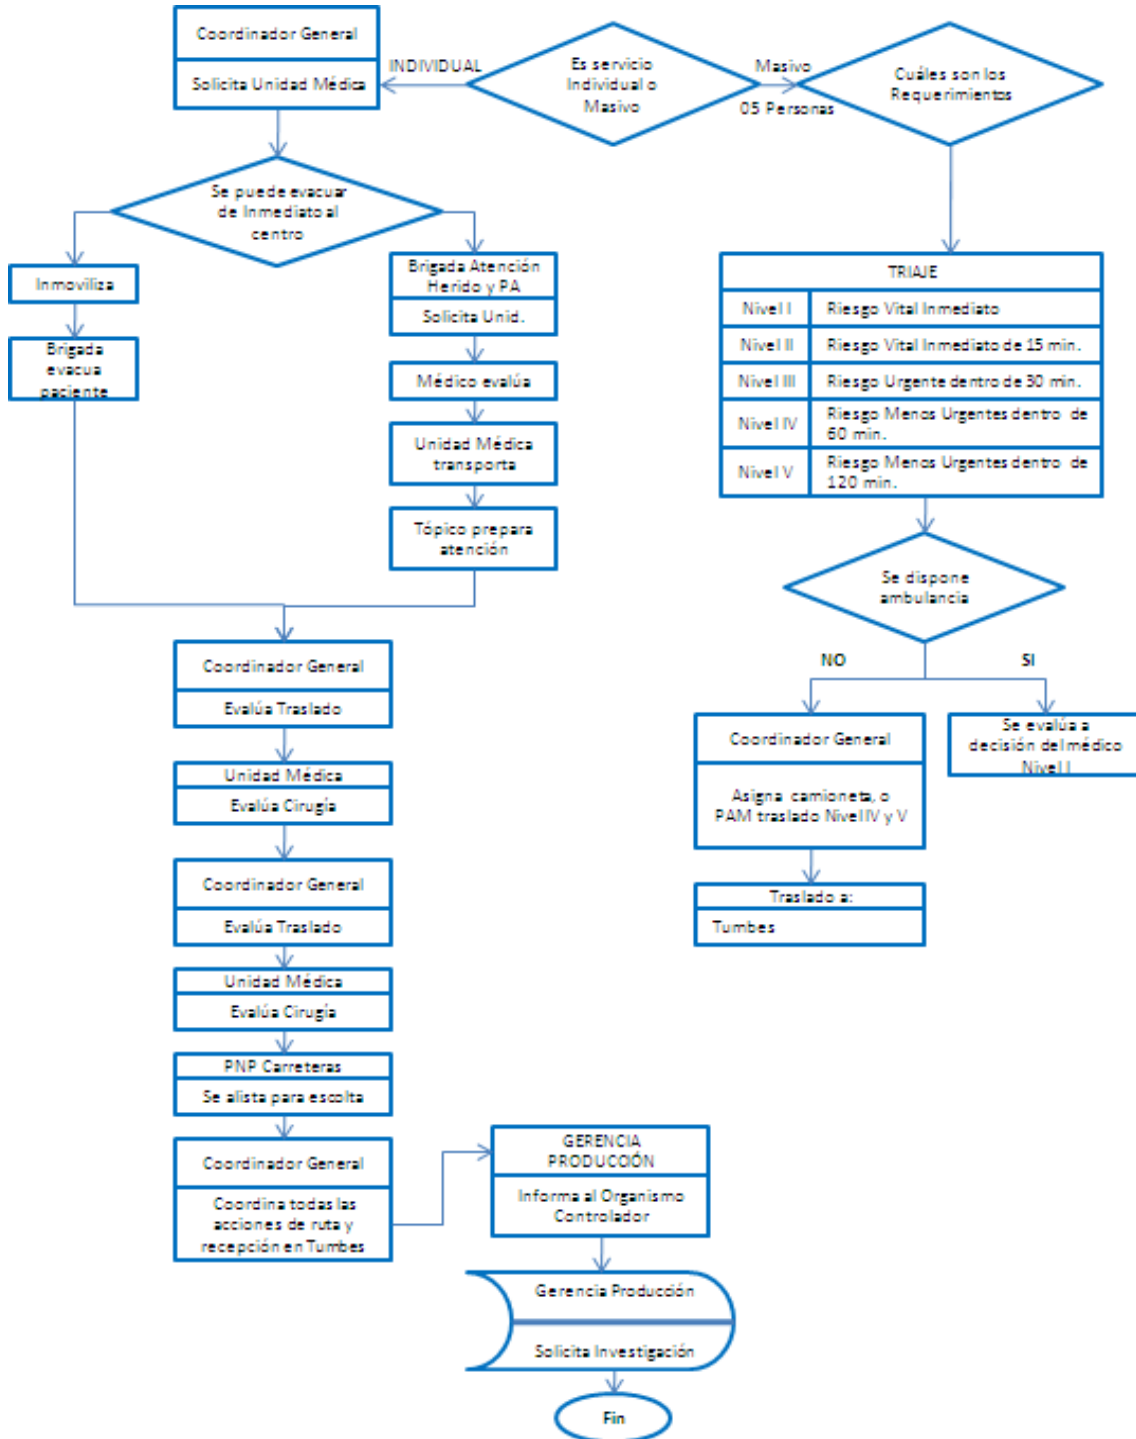 Coordinador General
Solicita Unidad Médica
INDIVIDUAL
Es servicio
Individual o
Masivo
Masivo
05 Personas
Cuáles son los
Requerimientos
Se puede evacuar
de Inmediato al
centro
Inmoviliza
Brigada
evacua
paciente
Brigada Atención
Herido y PA
Solicita Unid.
Médico evalúa
Unidad Médica
transporta
Tópico prepara
atención
TRIAJE
Nivel I Riesgo Vital Inmediato
Nivel II Riesgo Vital Inmediato de 15 min.
Nivel III Riesgo Urgente dentro de 30 min.
Nivel IV Riesgo Menos Urgentes dentro de
60 min.
Nivel V Riesgo Menos Urgentes dentro de
120 min.
Se dispone
ambulancia
NO
SI
Coordinador General
Asigna camioneta, o
PAM traslado Nivel IV y V
Se evalúa a
decisión del médico
Nivel I
Traslado a:
Tumbes
Coordinador General
Evalúa Traslado
Unidad Médica
Evalúa Cirugía
Coordinador General
Evalúa Traslado
Unidad Médica
Evalúa Cirugía
PNP Carreteras
Se alista para escolta
Coordinador General
Coordina todas las
acciones de ruta y
recepción en Tumbes
GERENCIA
PRODUCCIÓN
Informa al Organismo
Controlador
Gerencia Producción
Solicita Investigación
Fin